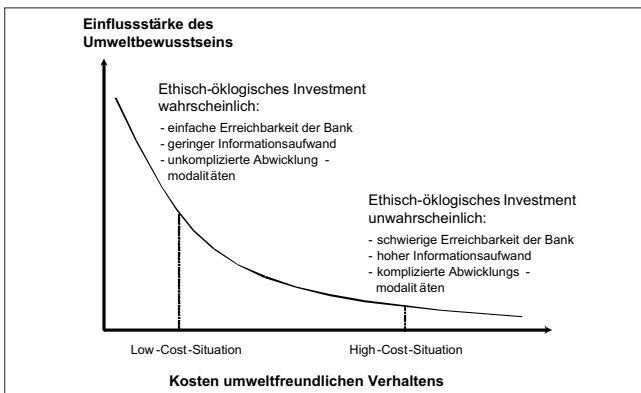 Einflussstärke des
Umweltbewusstseins
Ethisch-öklogisches Investment
wahrscheinlich:
- einfache Erreichbarkeit der Bank
- geringer Informationsaufwand
- unkomplizierte Abwicklung -
modalitäten
Ethisch-öklogisches Investment
unwahrscheinlich:
- schwierige Erreichbarkeit der Bank
- hoher Informationsaufwand
- komplizierte Abwicklungs -
modalitäten
Low-Cost-Situation
High-Cost-Situation
Kosten umweltfreundlichen Verhaltens